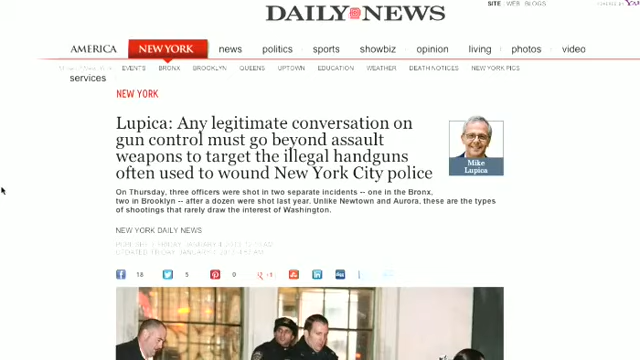 SITE WEB BLOGS
DAILY NEWS
AMERICA NEW YORK news politics sports showbiz opinion living photos video
EVENTS BRONX BROOKLYN QUEENS UPTOWN EDUCATION WEATHER DEATH NOTICES NEW YORK PICS
services
NEW YORK
Lupica: Any legitimate conversation on
gun control must go beyond assault
weapons to target the illegal handguns
often used to wound New York City police
Mike
Lupica
On Thursday, three officers were shot in two separate incidents -- one in the Bronx,
two in Brooklyn -- after a dozen were shot last year. Unlike Newtown and Aurora, these are the types
of shootings that rarely draw the interest of Washington.
NEW YORK DAILY NEWS
18 5 0